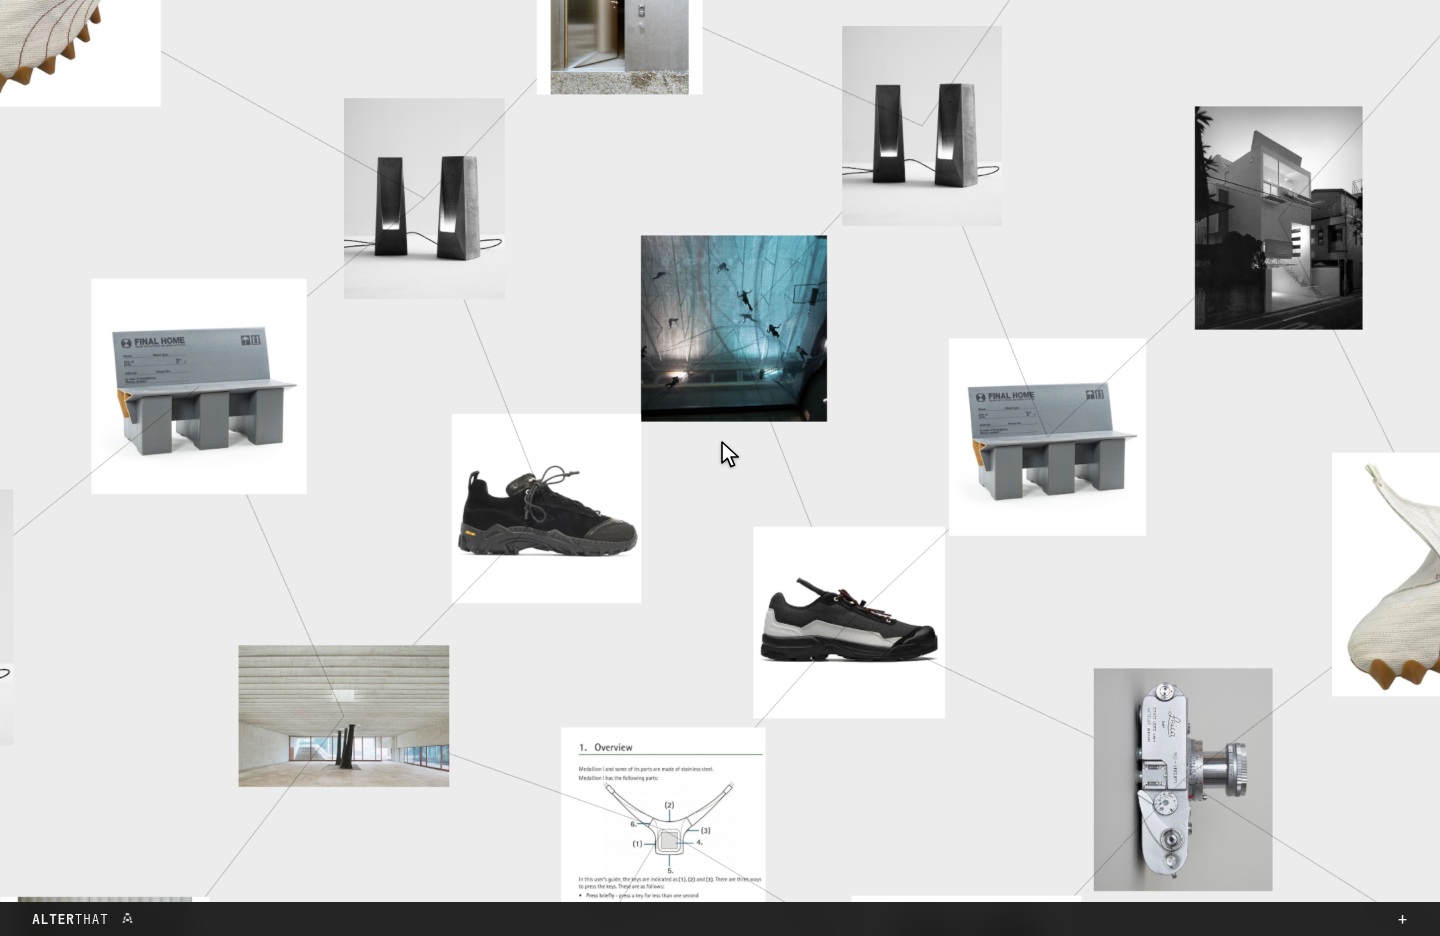 FINAL HOME
FINAL HOME
Leica
1. Overview
Medallion I and some of its parts are made of stainless steel.
Medallion I has the following parts:
(2)
6.
(3)
(1)
4.
5.
In this user's guide, the keys are indicated as (1), (2) and (3). There are three ways
to press the keys. These are as follows:
• Press briefly - press a key for less than one second
ALTERTHAT
+